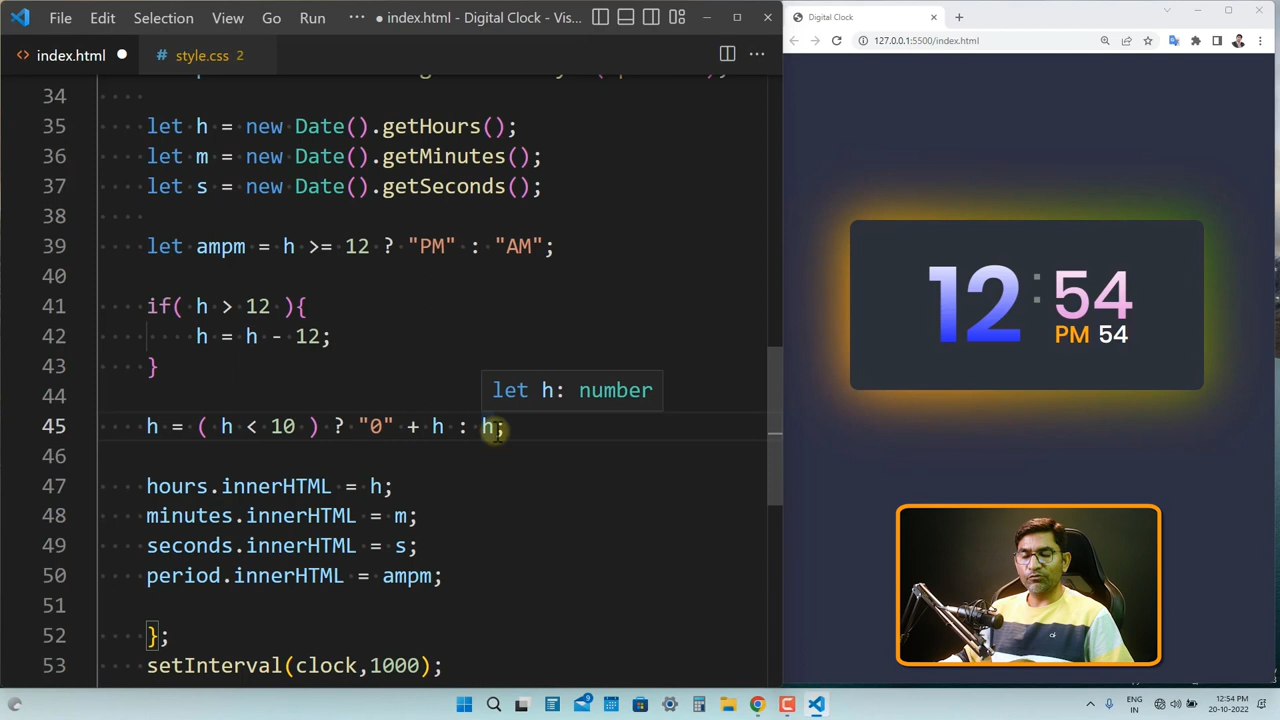 Edit Selection View Go Run ··· ● index.html - Digital Clock - Vis...
index.html ● # style.css 2 ···
34
35 let h = new Date().getHours();
36 let m = new Date().getMinutes();
37 let s = new Date().getSeconds();
38
39 let ampm = h >= 12 ? "PM" : "AM";
40
41 if( h > 12 ){
42 h = h - 12;
43 }
44
let h: number
45 h = ( h < 10 ) ? "0" + h : h;
46
47 hours.innerHTML = h;
48 minutes.innerHTML = m;
49 seconds.innerHTML = s;
50 period.innerHTML = ampm;
51
52 };
53 setInterval(clock,1000);
Digital Clock
127.0.0.1:5500/index.html
12 : 54
PM 54
9
ENG
IN
12:54 PM
20-10-2022